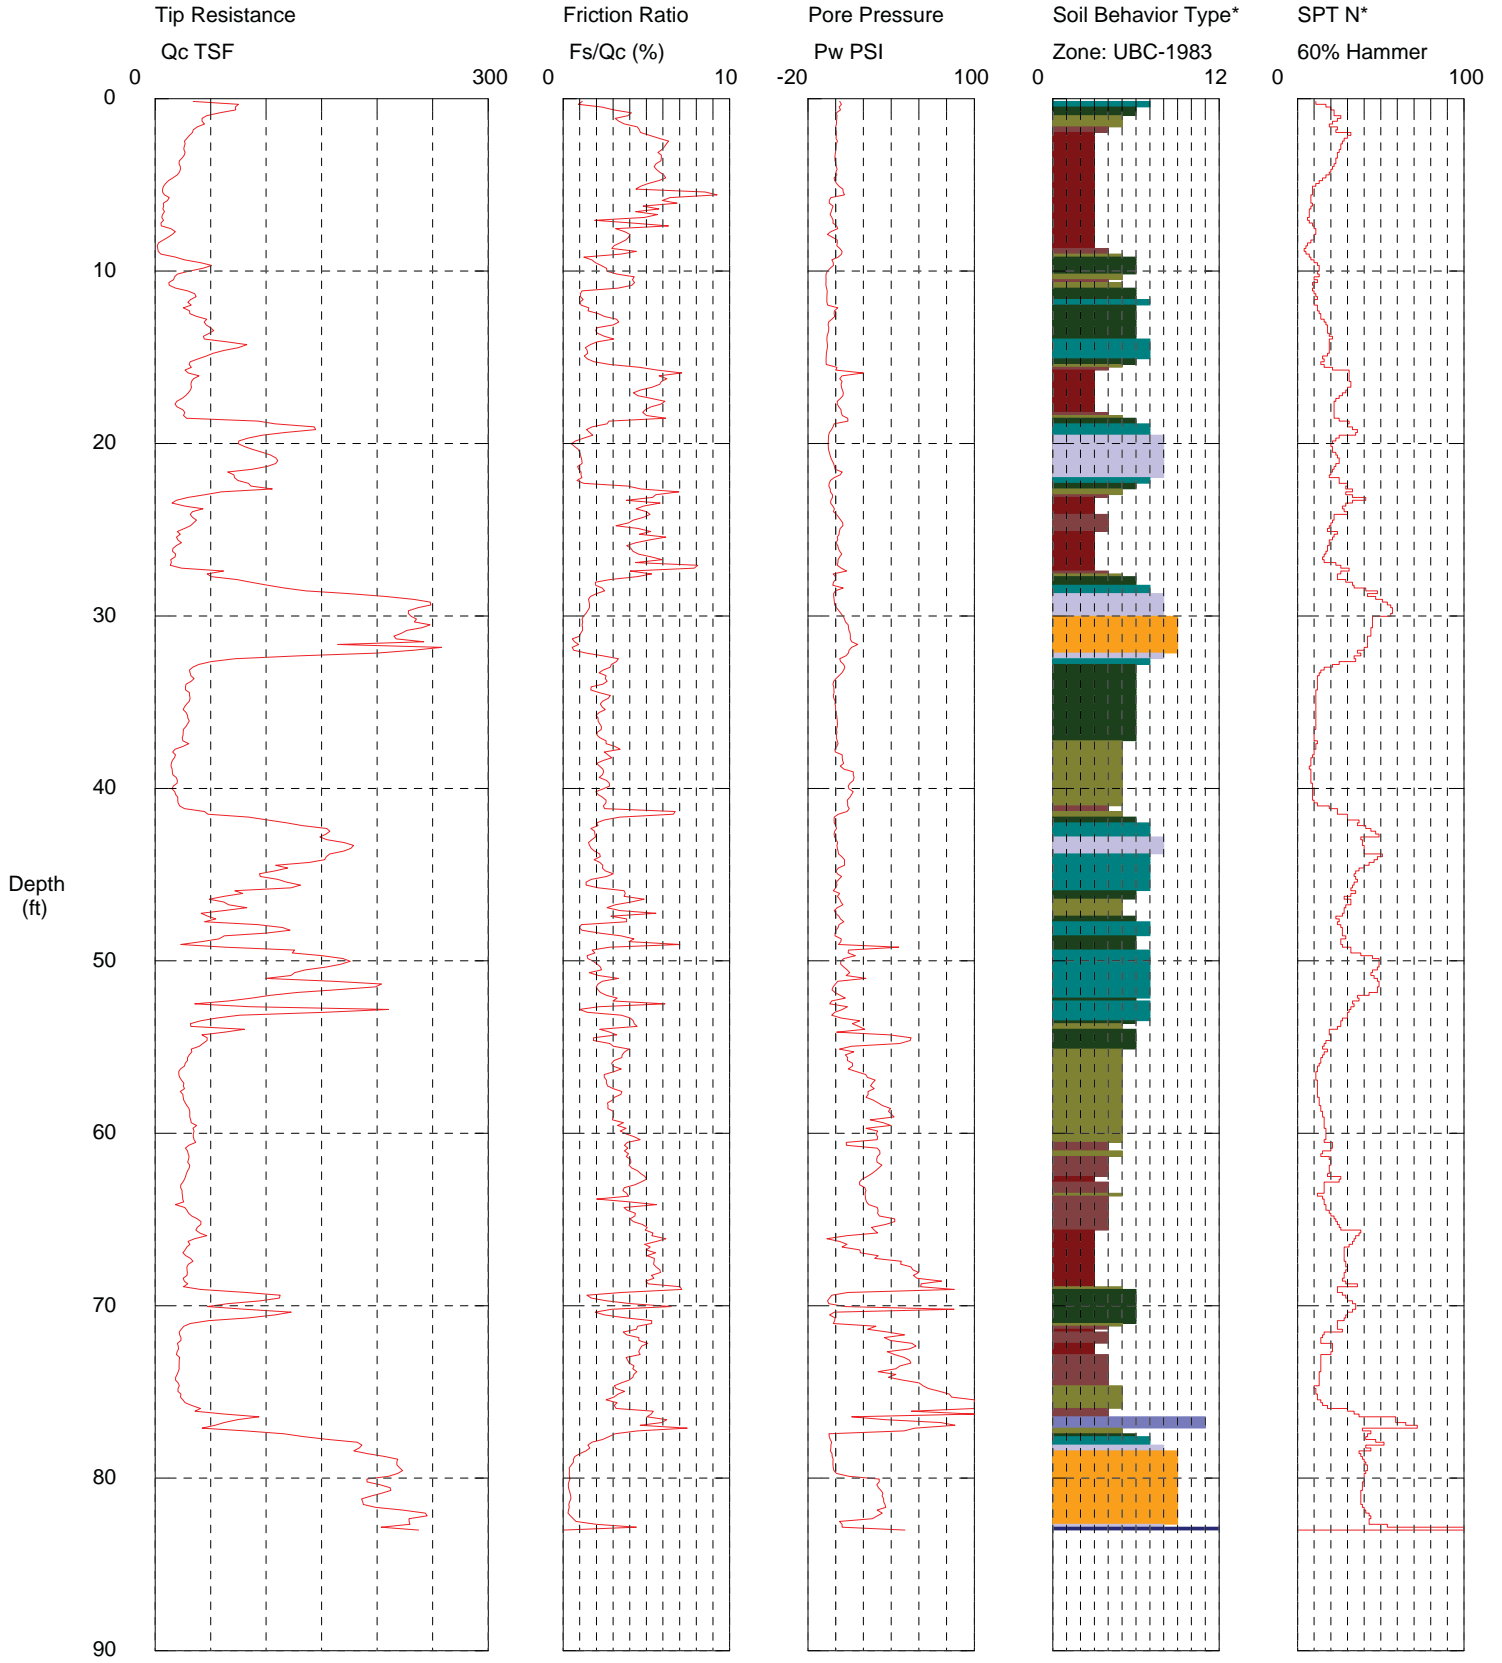 Tip Resistance Friction Ratio Pore Pressure Soil Behavior Type* SPT N*
Qc TSF Fs/Qc (%) Pw PSI Zone: UBC-1983 60% Hammer
0 300 0 10 -20 100 0 12 0 100
0
10
20
30
40
Depth
(ft)
50
60
70
80
90